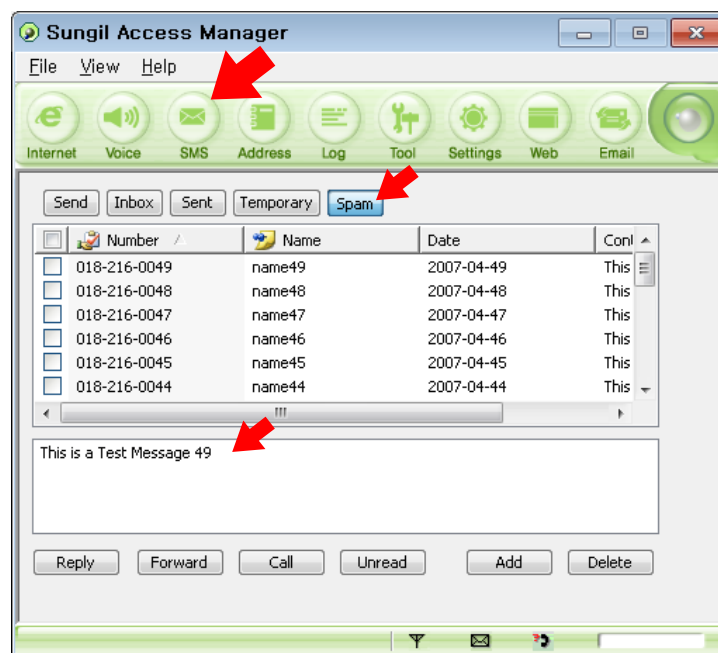 Sungil Access Manager
File View Help
Internet Voice SMS Address Log Tool Settings Web Email
Send Inbox Sent Temporary Spam
Number Name Date Cont
018-216-0049 name49 2007-04-49 This
018-216-0048 name48 2007-04-48 This
018-216-0047 name47 2007-04-47 This
018-216-0046 name46 2007-04-46 This
018-216-0045 name45 2007-04-45 This
018-216-0044 name44 2007-04-44 This
This is a Test Message 49
Reply Forward Call Unread Add Delete